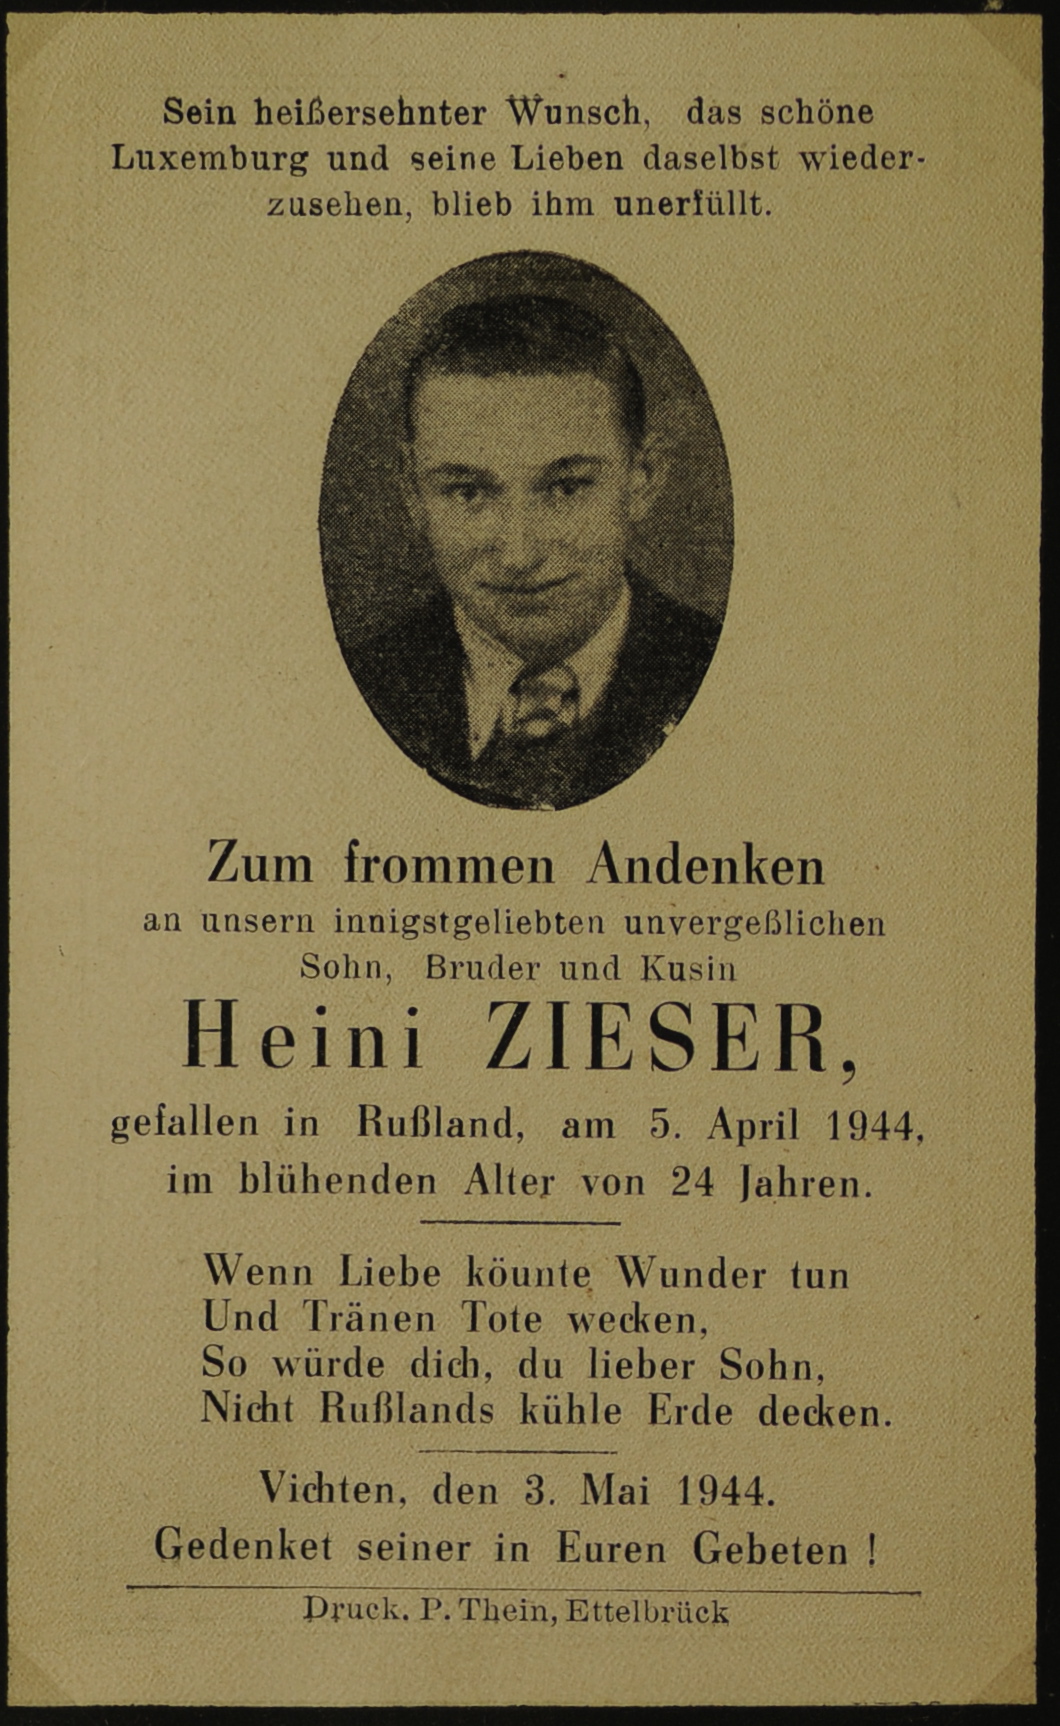 Sein heißersehnter Wunsch, das schöne
Luxemburg und seine Lieben daselbst wieder-
zusehen, blieb ihm unerfüllt.
Zum frommen Andenken
an unsern innigstgeliebten unvergeßlichen
Sohn, Bruder und Kusin
Heini ZIESER,
gefallen in Rußland, am 5. April 1944,
im blühenden Alter von 24 Jahren.
Wenn Liebe köunte Wunder tun
Und Tränen Tote wecken,
So würde dich, du lieber Sohn,
Nicht Rußlands kühle Erde decken.
Vichten, den 3. Mai 1944.
Gedenket seiner in Euren Gebeten !
Druck. P. Thein, Ettelbrück